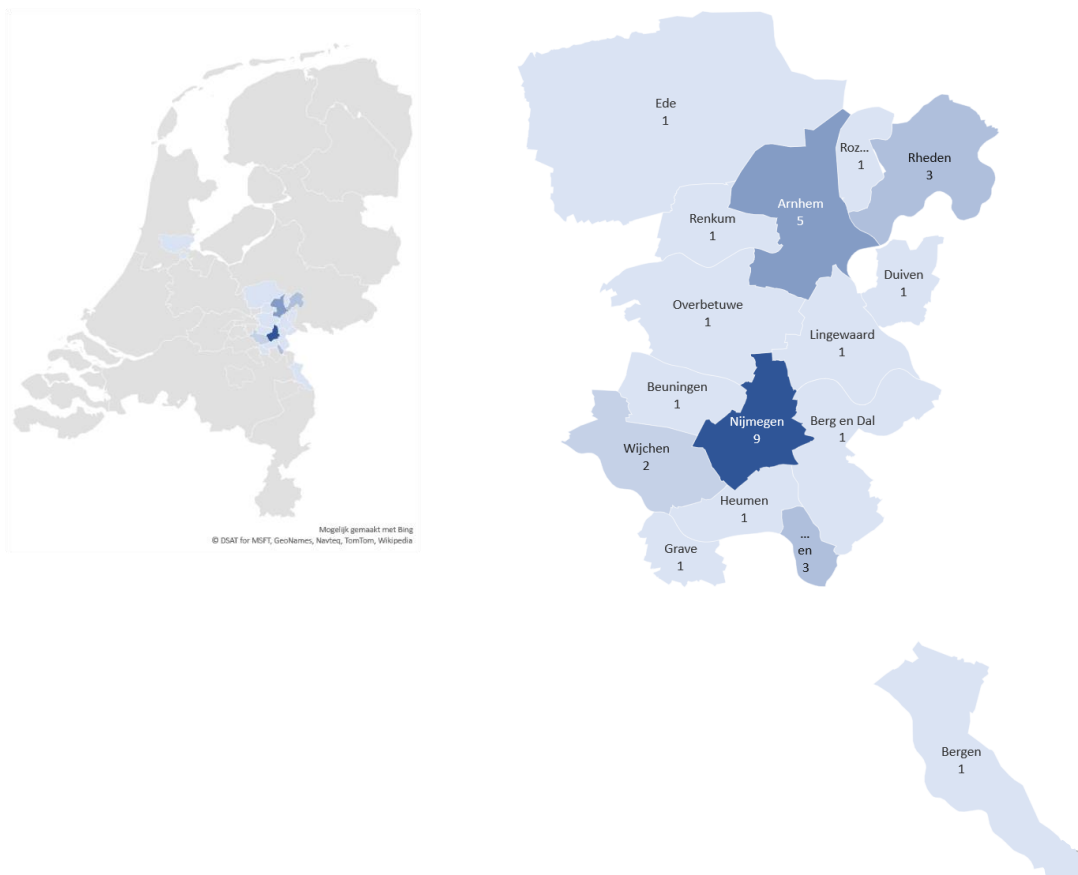 Ede
1
Roz...
1
Rheden
3
Arnhem
5
Renkum
1
Duiven
1
Overbetuwe
1
Lingewaard
1
Beuningen
1
Nijmegen
9
Berg en Dal
1
Wijchen
2
Heumen
1
Grave
1
...
en
3
Mogelijk gemaakt met Bing
© DSAT for MSFT, GeoNames, Navteq, TomTom, Wikipedia
Bergen
1